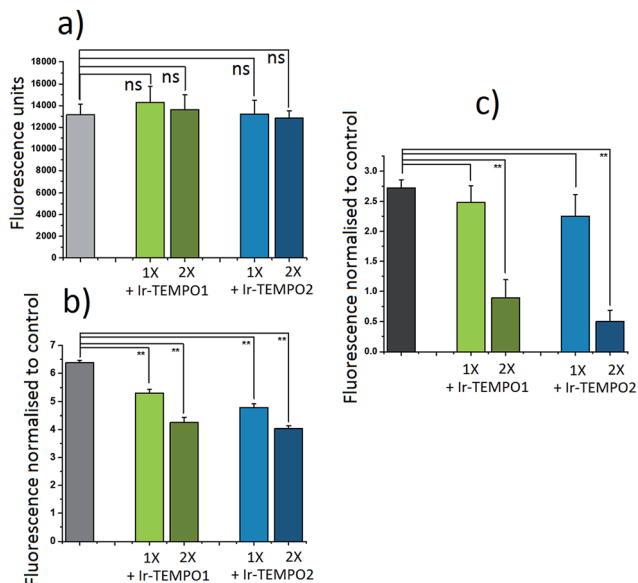 a)
Fluorescence units
18000
16000
14000
12000
10000
8000
6000
4000
2000
0
ns
ns
ns
ns
1X 2X 1X 2X
+ Ir-TEMPO1 + Ir-TEMPO2
b)
Fluorescence normalised to control
7
6
5
4
3
2
1
0
** ** ** **
1X 2X 1X 2X
+ Ir-TEMPO1 + Ir-TEMPO2
c)
Fluorescence normalised to control
3.0
2.5
2.0
1.5
1.0
0.5
0.0
** **
1X 2X 1X 2X
+ Ir-TEMPO1 + Ir-TEMPO2